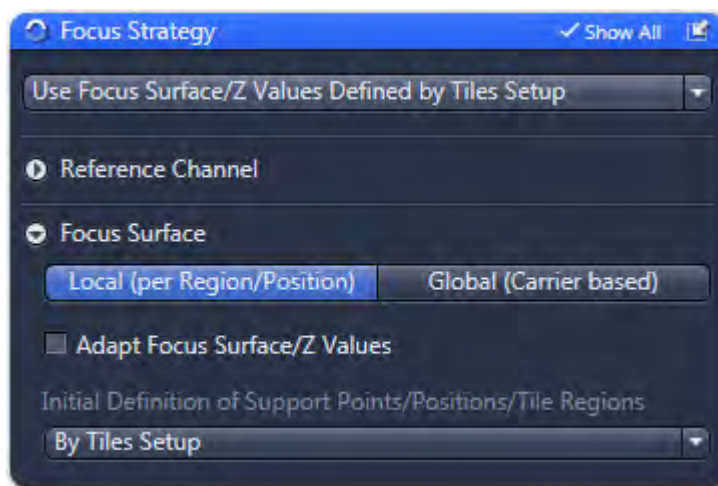 Focus Strategy Show All
Use Focus Surface/Z Values Defined by Tiles Setup
Reference Channel
Focus Surface
Local (per Region/Position) Global (Carrier based)
Adapt Focus Surface/Z Values
Initial Definition of Support Points/Positions/Tile Regions
By Tiles Setup